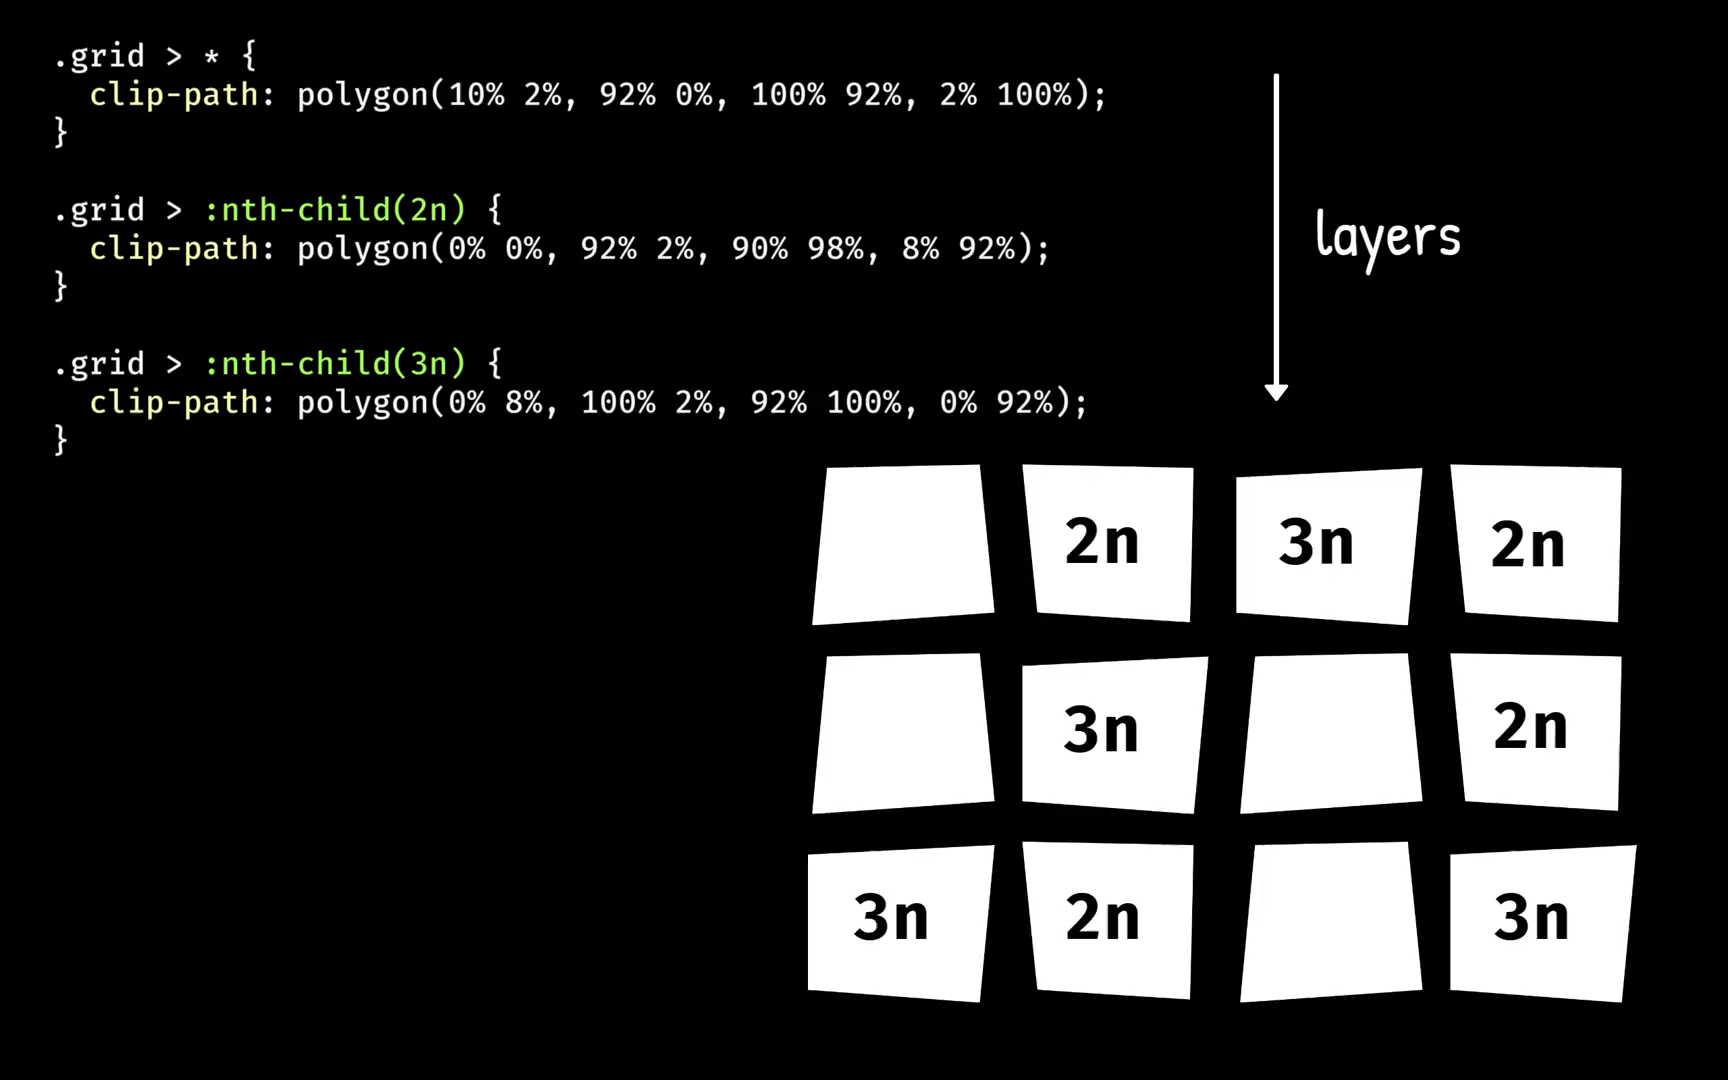 .grid > * {
  clip-path: polygon(10% 2%, 92% 0%, 100% 92%, 2% 100%);
}
.grid > :nth-child(2n) {
  clip-path: polygon(0% 0%, 92% 2%, 90% 98%, 8% 92%);
}
.grid > :nth-child(3n) {
  clip-path: polygon(0% 8%, 100% 2%, 92% 100%, 0% 92%);
}
layers
2n 3n 2n
3n 2n
3n 2n 3n